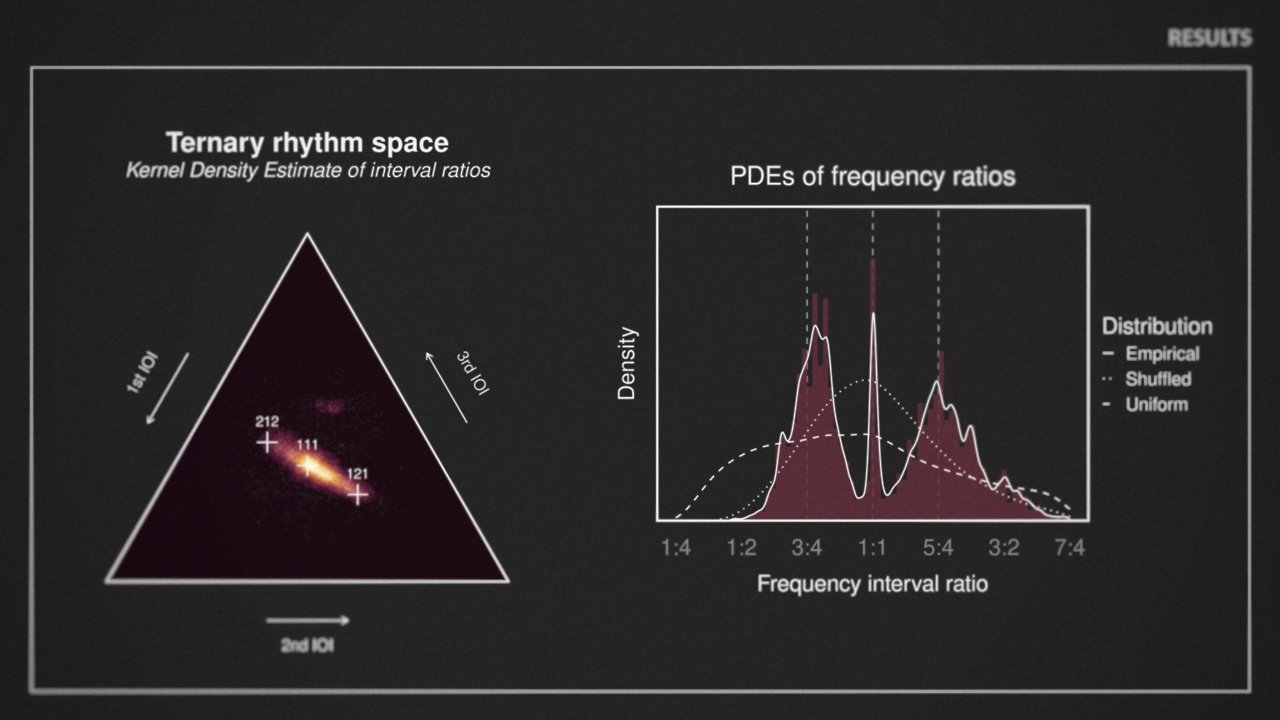 RESULTS
Ternary rhythm space
Kernel Density Estimate of interval ratios
1st IOI
3rd IOI
212
111
121
2nd IOI
PDEs of frequency ratios
Density
1:4 1:2 3:4 1:1 5:4 3:2 7:4
Frequency interval ratio
Distribution
Empirical
Shuffled
Uniform